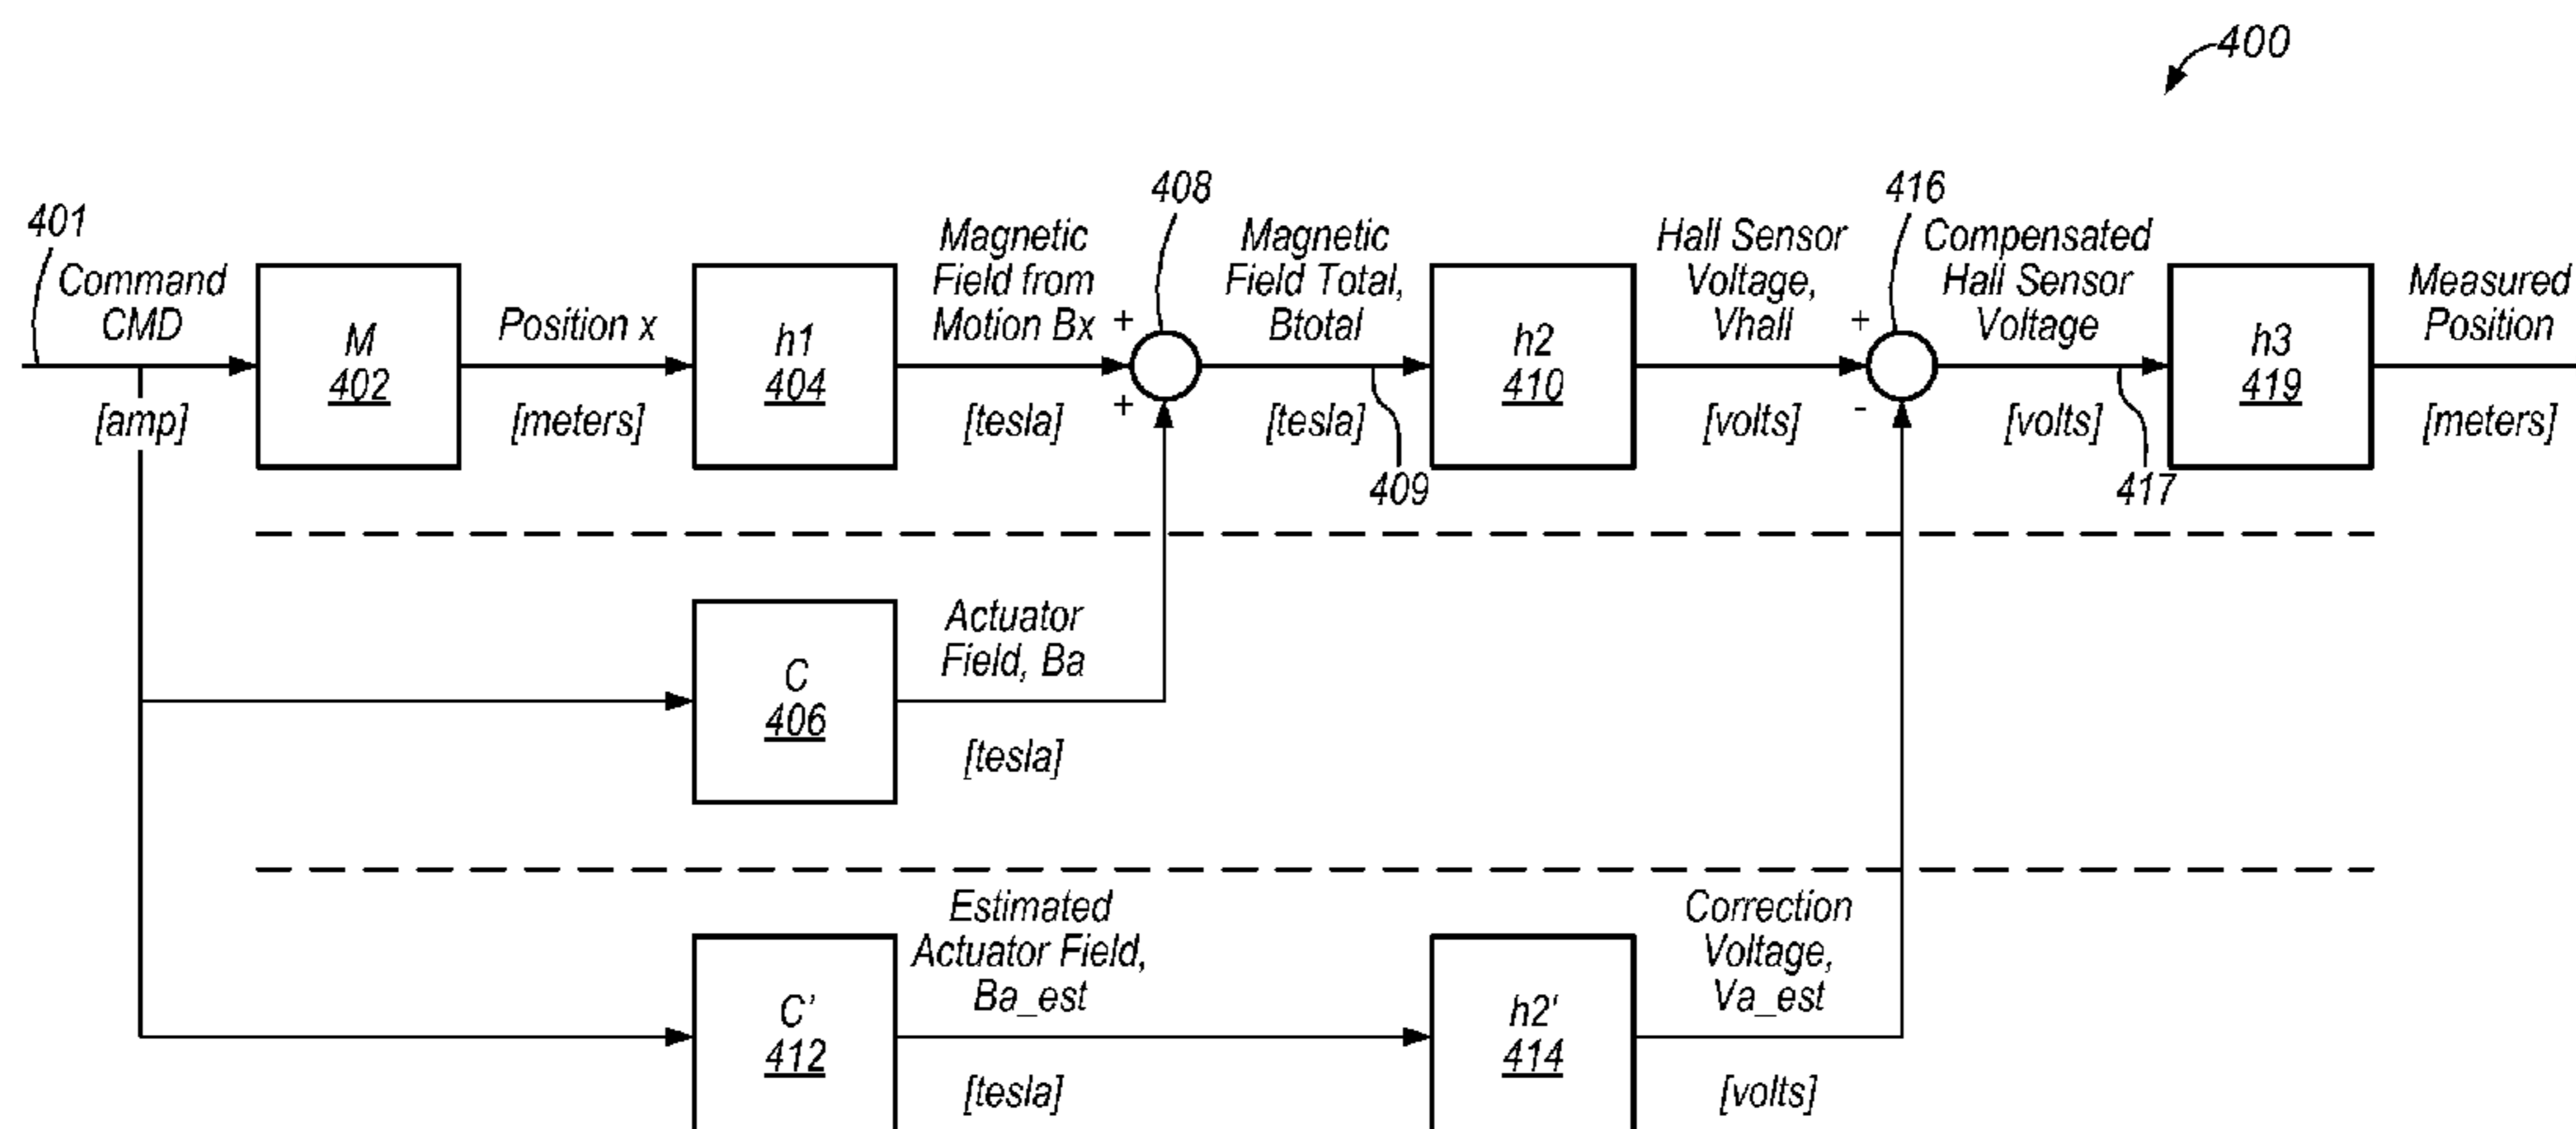 400
401
Command
CMD
[amp]
M
402
Position x
[meters]
h1
404
Magnetic
Field from
Motion Bx
[tesla]
+
+
408
Magnetic
Field Total,
Btotal
[tesla]
409
h2
410
Hall Sensor
Voltage,
Vhall
[volts]
+
-
416
Compensated
Hall Sensor
Voltage
[volts]
417
h3
419
Measured
Position
[meters]
C
406
Actuator
Field, Ba
[tesla]
C'
412
Estimated
Actuator Field,
Ba_est
[tesla]
h2'
414
Correction
Voltage,
Va_est
[volts]